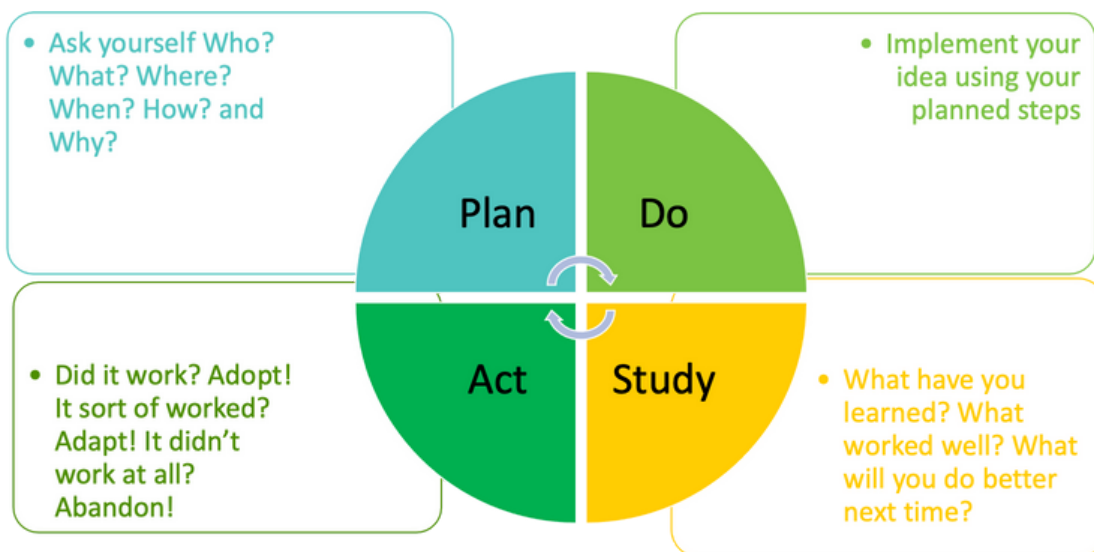 • Ask yourself Who?
What? Where?
When? How? and
Why?
• Implement your
idea using your
planned steps
Plan
Do
Act
Study
• Did it work? Adopt!
It sort of worked?
Adapt! It didn't
work at all?
Abandon!
• What have you
learned? What
worked well? What
will you do better
next time?